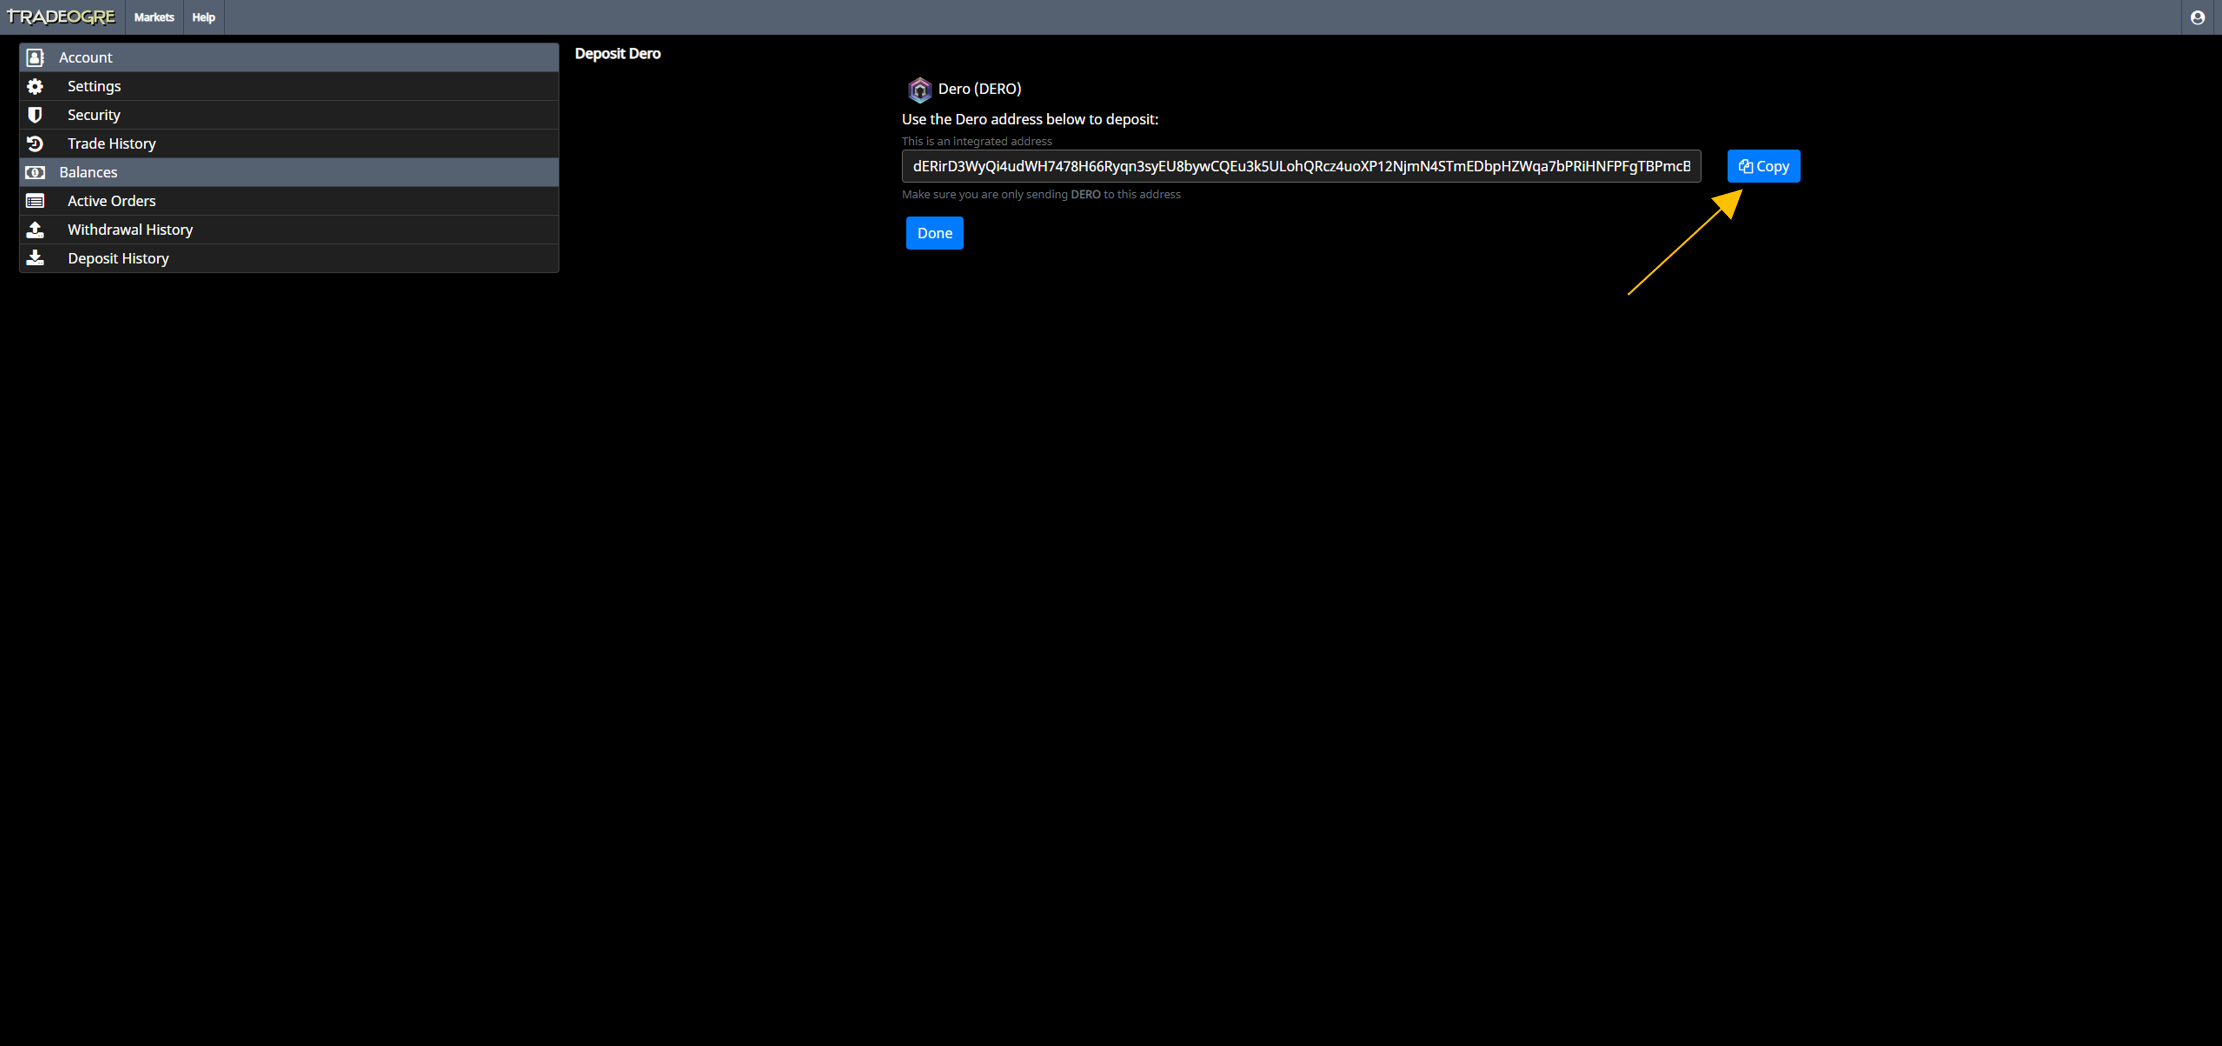 TRADEOGRE
Markets
Help
Account
Settings
Security
Trade History
Balances
Active Orders
Withdrawal History
Deposit History
Deposit Dero
Dero (DERO)
Use the Dero address below to deposit:
This is an integrated address
dERirD3WyQi4udWH7478H66Ryqn3syEU8bywCQEu3k5ULohQRcz4uoXP12NjmN4STmEDbpHZWqa7bPRiHNFPFgTBPmcB
Copy
Make sure you are only sending DERO to this address
Done